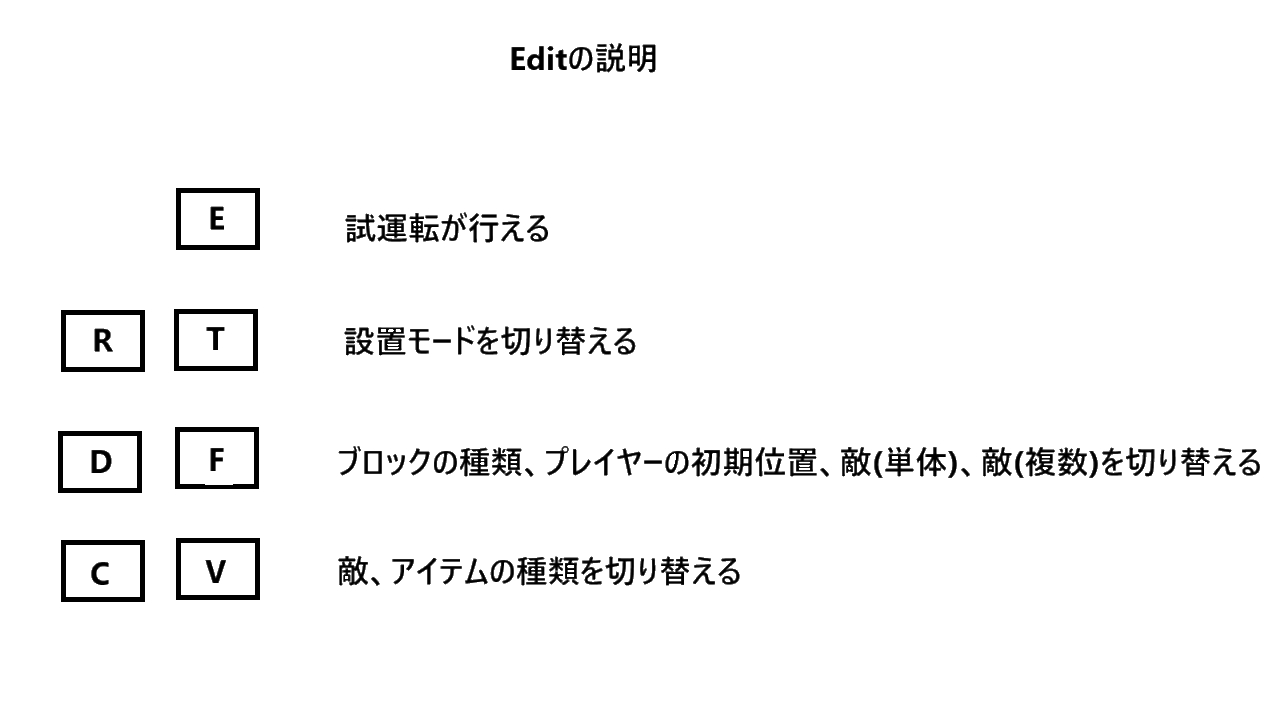 Editの説明
E 試運転が行える
R T 設置モードを切り替える
D F ブロックの種類、プレイヤーの初期位置、敵(単体)、敵(複数)を切り替える
C V 敵、アイテムの種類を切り替える